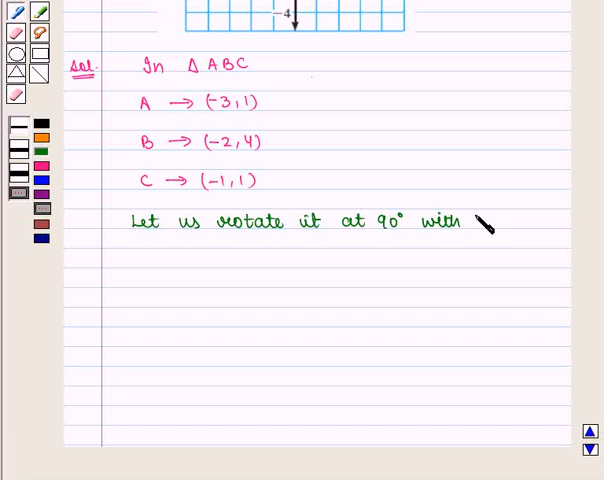 -4
Sol. In Δ ABC
A → (-3,1)
B → (-2,4)
C → (-1,1)
Let us rotate it at 90° with